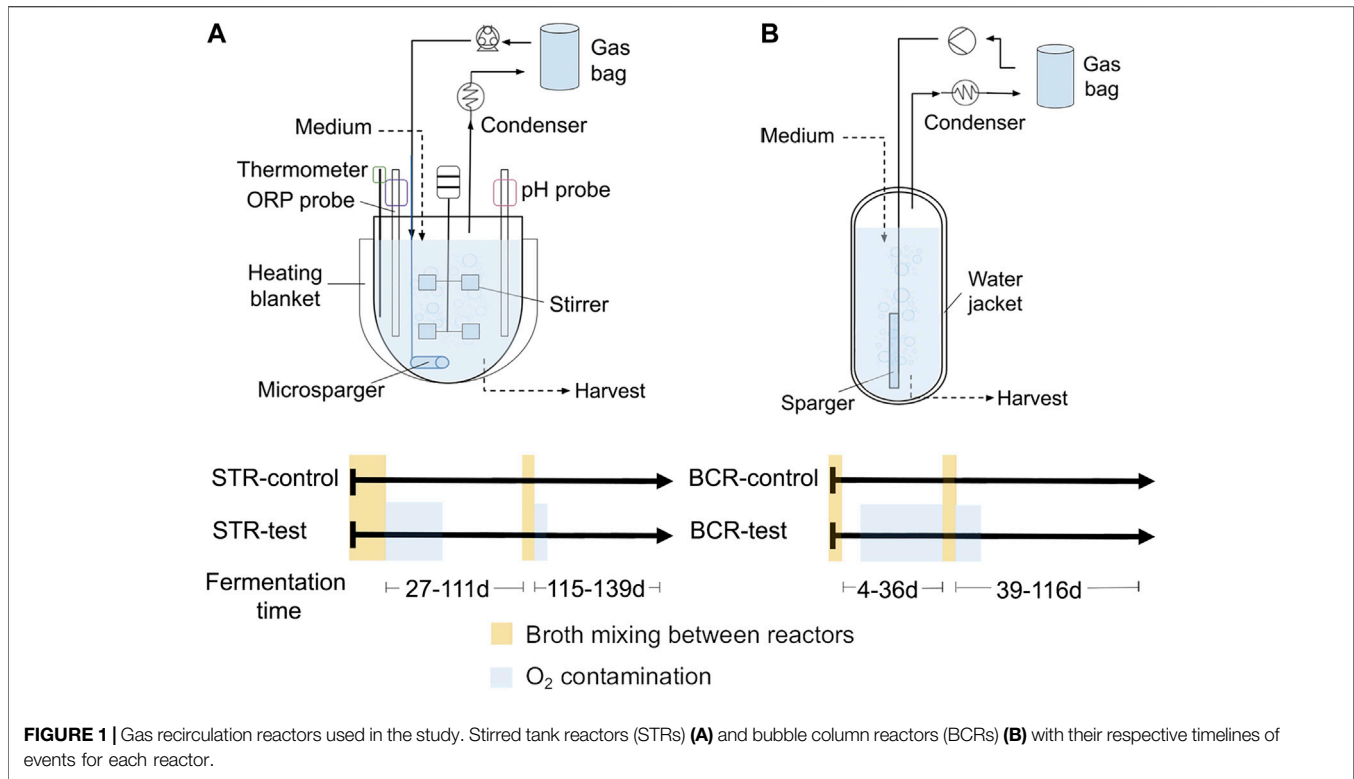 A
Gas
bag
Condenser
Medium
Thermometer
ORP probe
pH probe
Heating
blanket
Stirrer
Microsparger
Harvest
B
Gas
bag
Condenser
Medium
Water
jacket
Sparger
Harvest
STR-control
STR-test
Fermentation
time
27-111d
115-139d
BCR-control
BCR-test
4-36d
39-116d
Broth mixing between reactors
O₂ contamination
FIGURE 1 | Gas recirculation reactors used in the study. Stirred tank reactors (STRs) (A) and bubble column reactors (BCRs) (B) with their respective timelines of
events for each reactor.